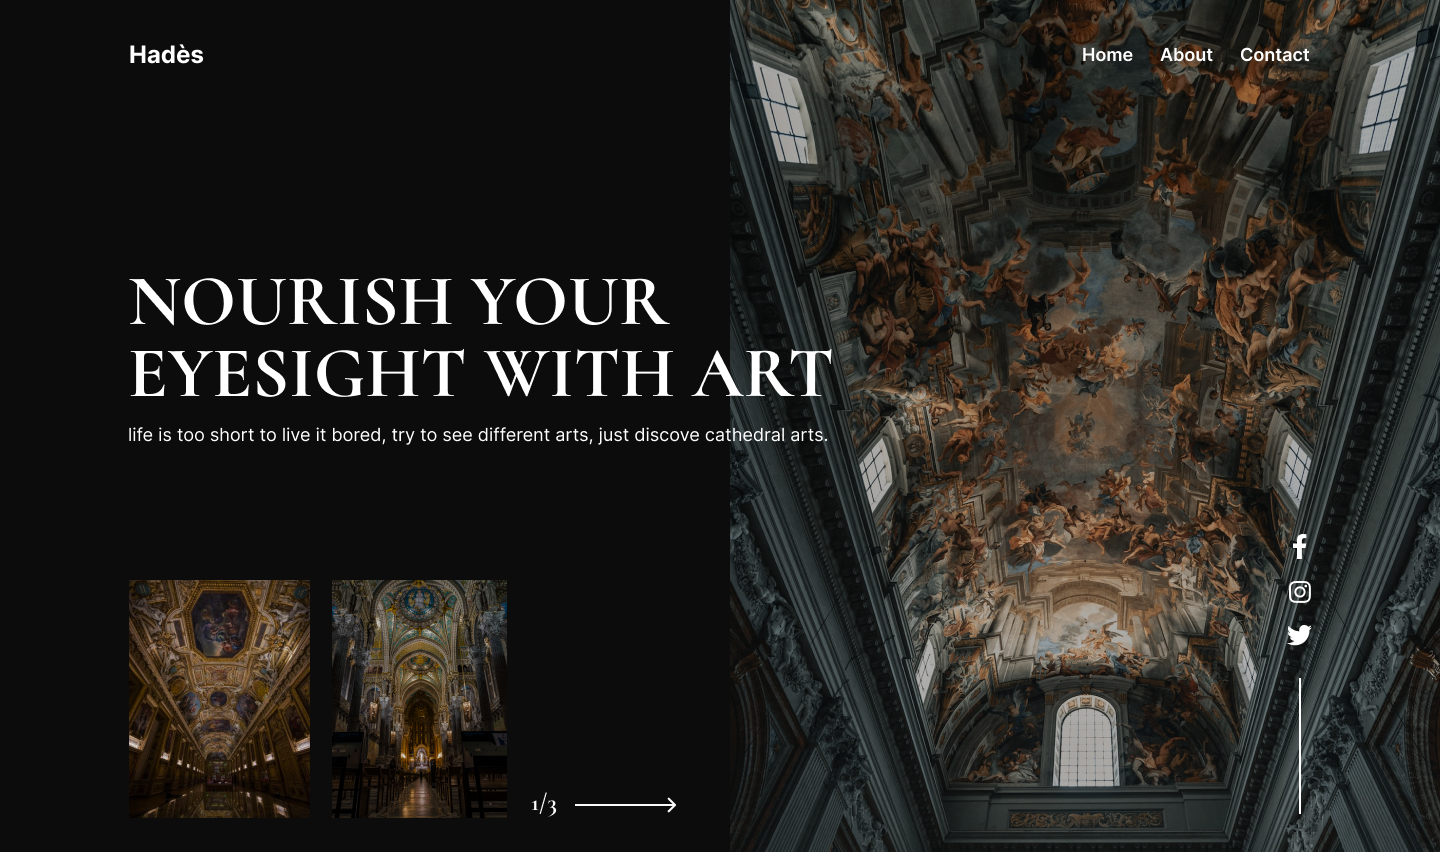 Hadès
Home About Contact
NOURISH YOUR
EYESIGHT WITH ART
life is too short to live it bored, try to see different arts, just discove cathedral arts.
1/3